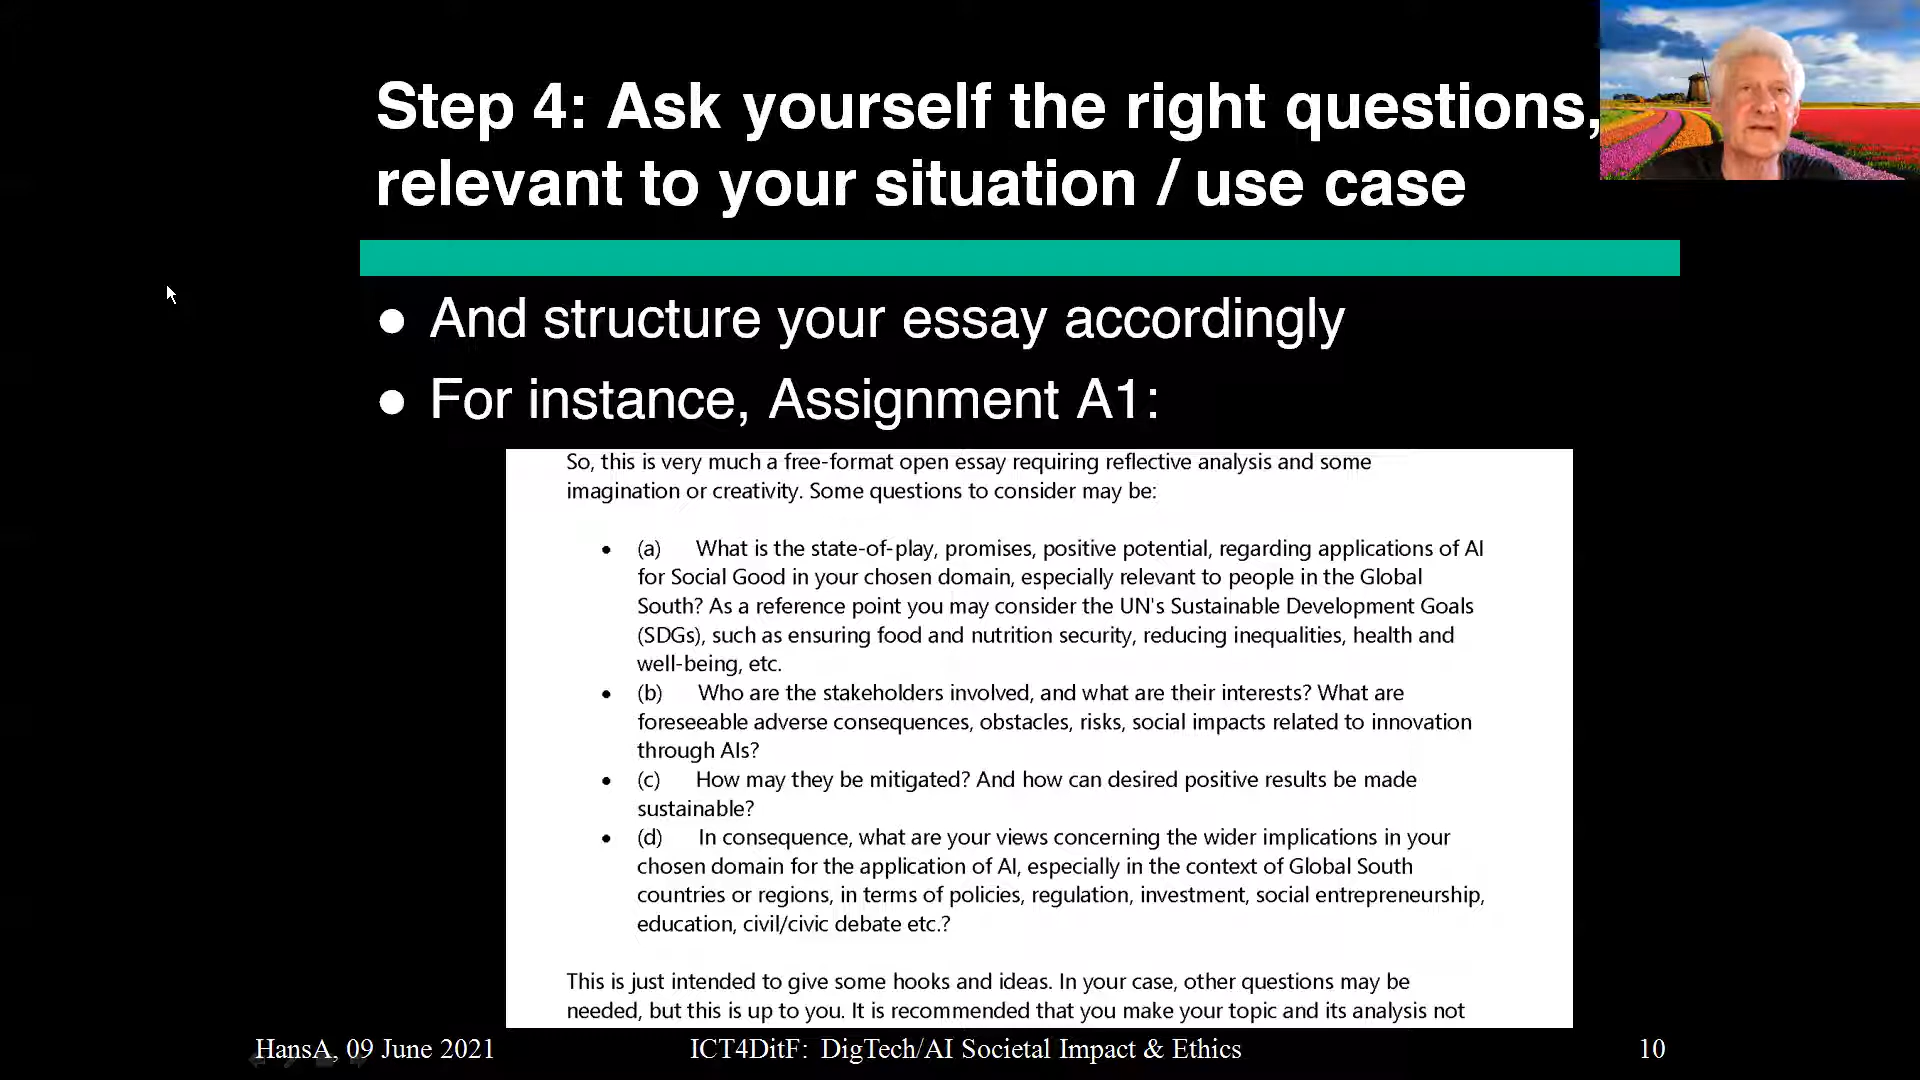 Step 4: Ask yourself the right questions,
relevant to your situation / use case
● And structure your essay accordingly
● For instance, Assignment A1:
So, this is very much a free-format open essay requiring reflective analysis and some
imagination or creativity. Some questions to consider may be:
• (a) What is the state-of-play, promises, positive potential, regarding applications of AI
for Social Good in your chosen domain, especially relevant to people in the Global
South? As a reference point you may consider the UN's Sustainable Development Goals
(SDGs), such as ensuring food and nutrition security, reducing inequalities, health and
well-being, etc.
• (b) Who are the stakeholders involved, and what are their interests? What are
foreseeable adverse consequences, obstacles, risks, social impacts related to innovation
through AIs?
• (c) How may they be mitigated? And how can desired positive results be made
sustainable?
• (d) In consequence, what are your views concerning the wider implications in your
chosen domain for the application of AI, especially in the context of Global South
countries or regions, in terms of policies, regulation, investment, social entrepreneurship,
education, civil/civic debate etc.?
This is just intended to give some hooks and ideas. In your case, other questions may be
needed, but this is up to you. It is recommended that you make your topic and its analysis not
HansA, 09 June 2021 ICT4DitF: DigTech/AI Societal Impact & Ethics 10